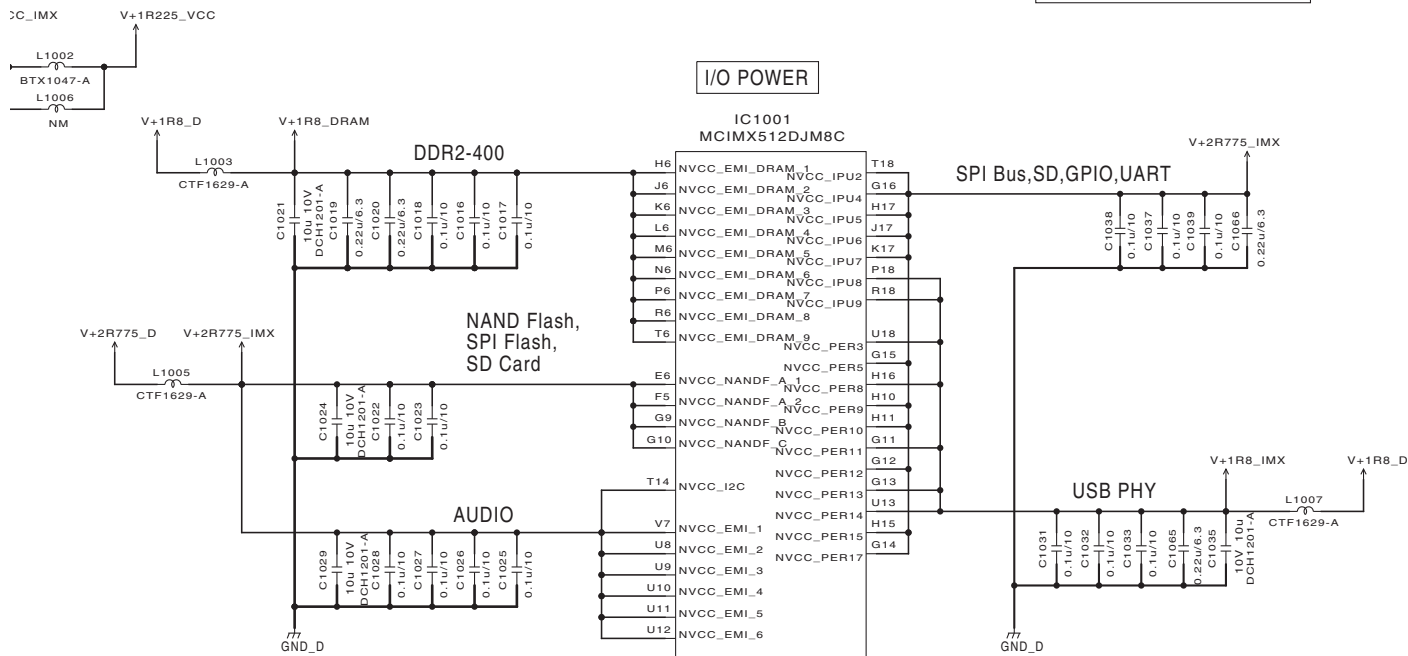 CC_IMX
V+1R225_VCC
L1002
BTX1047-A
L1006
NM
I/O POWER
IC1001
MCIMX512DJM8C
V+1R8_D
V+1R8_DRAM
L1003
CTF1629-A
DDR2-400
C1021
10u 10V
DCH1201-A
C1019
0.22u/6.3
C1020
0.22u/6.3
C1018
0.1u/10
C1016
0.1u/10
C1017
0.1u/10
H6 NVCC_EMI_DRAM_1
J6 NVCC_EMI_DRAM_2
K6 NVCC_EMI_DRAM_3
L6 NVCC_EMI_DRAM_4
M6 NVCC_EMI_DRAM_5
N6 NVCC_EMI_DRAM_6
P6 NVCC_EMI_DRAM_7
R6 NVCC_EMI_DRAM_8
T6 NVCC_EMI_DRAM_9
V+2R775_D
V+2R775_IMX
L1005
CTF1629-A
NAND Flash,
SPI Flash,
SD Card
C1024
10u 10V
DCH1201-A
C1022
0.1u/10
C1023
0.1u/10
E6 NVCC_NANDF_A_1
F5 NVCC_NANDF_A_2
G9 NVCC_NANDF_B
G10 NVCC_NANDF_C
T14 NVCC_I2C
AUDIO
C1029
10u 10V
DCH1201-A
C1028
0.1u/10
C1027
0.1u/10
C1026
0.1u/10
C1025
0.1u/10
V7 NVCC_EMI_1
U8 NVCC_EMI_2
U9 NVCC_EMI_3
U10 NVCC_EMI_4
U11 NVCC_EMI_5
U12 NVCC_EMI_6
GND_D
NVCC_IPU2 T18
NVCC_IPU4 G16
NVCC_IPU5 H17
NVCC_IPU6 J17
NVCC_IPU7 K17
NVCC_IPU8 P18
NVCC_IPU9 R18
NVCC_PER3 U18
NVCC_PER5 G15
NVCC_PER8 H16
NVCC_PER9 H10
NVCC_PER10 H11
NVCC_PER11 G11
NVCC_PER12 G12
NVCC_PER13 G13
NVCC_PER14 U13
NVCC_PER15 H15
NVCC_PER17 G14
V+2R775_IMX
SPI Bus,SD,GPIO,UART
C1038
0.1u/10
C1037
0.1u/10
C1039
0.1u/10
C1066
0.22u/6.3
V+1R8_IMX
V+1R8_D
USB PHY
L1007
CTF1629-A
C1031
0.1u/10
C1032
0.1u/10
C1033
0.1u/10
C1065
0.22u/6.3
C1035
10V 10u
DCH1201-A
GND_D